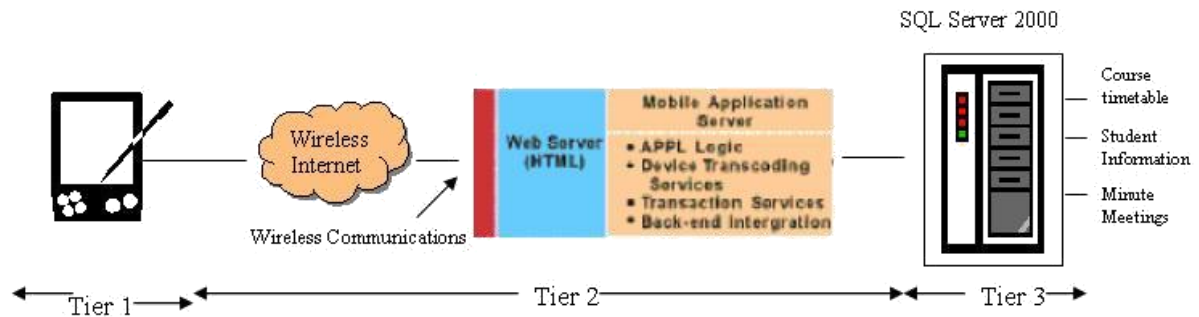 SQL Server 2000
Course
timetable
Student
Information
Minute
Meetings
Wireless
Internet
Wireless Communications
Web Server
(HTML)
Mobile Application
Server
• APPL Logic
• Device Transcoding
Services
• Transaction Services
• Back-end Intergration
Tier 1
Tier 2
Tier 3